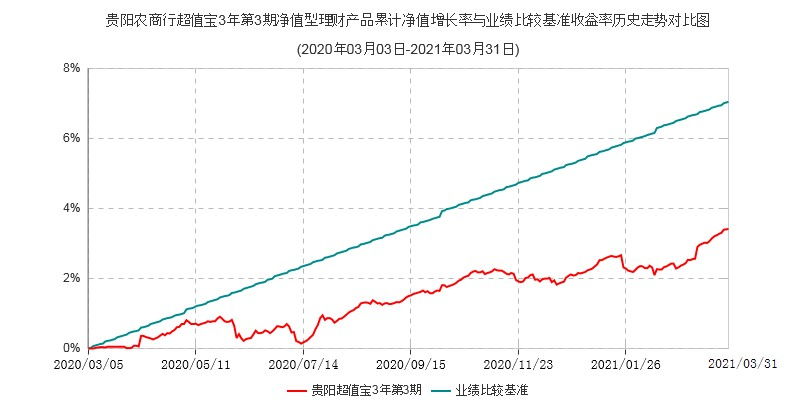 贵阳农商行超值宝3年第3期净值型理财产品累计净值增长率与业绩比较基准收益率历史走势对比图
(2020年03月03日-2021年03月31日)
8%
6%
4%
2%
0%
2020/03/05 2020/05/11 2020/07/14 2020/09/15 2020/11/23 2021/01/26 2021/03/31
贵阳超值宝3年第3期 业绩比较基准